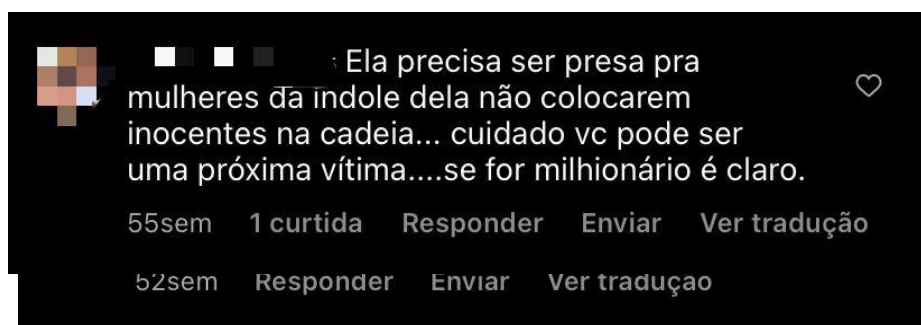 Ela precisa ser presa pra
mulheres da índole dela não colocarem
inocentes na cadeia... cuidado vc pode ser
uma próxima vítima....se for milhionário é claro.
55sem 1 curtida Responder Enviar Ver tradução
52sem Responder Enviar Ver tradução